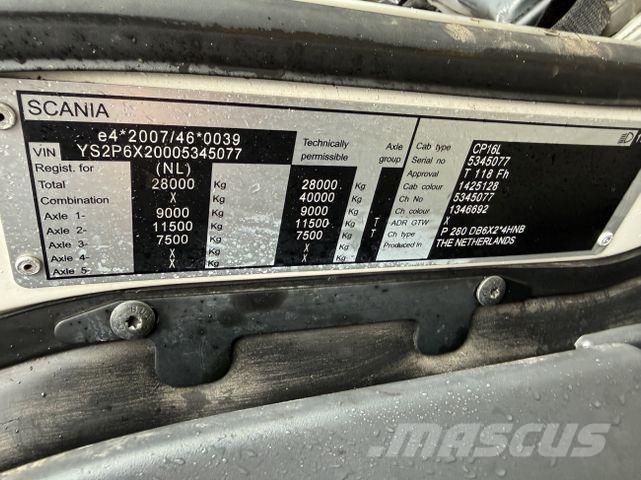 SCANIA
e4*2007/46*0039
VIN YS2P6X20005345077
Regist. for (NL) Technically permissible Axle group
Total 28000 Kg 28000 Kg
Combination X Kg 40000 Kg
Axle 1- 9000 Kg 9000 Kg
Axle 2- 11500 Kg 11500 Kg T
Axle 3- 7500 Kg 7500 Kg T
Axle 4- X Kg X Kg
Axle 5- X Kg X Kg
Cab type CP16L
Serial no 5345077
Approval T 118 Fh
Cab colour 1425128
Ch no 5345077
Ch colour 1346692
ADR GTW X
Ch type P 280 DB6X2*4HNB
Produced in THE NETHERLANDS
MASCUS